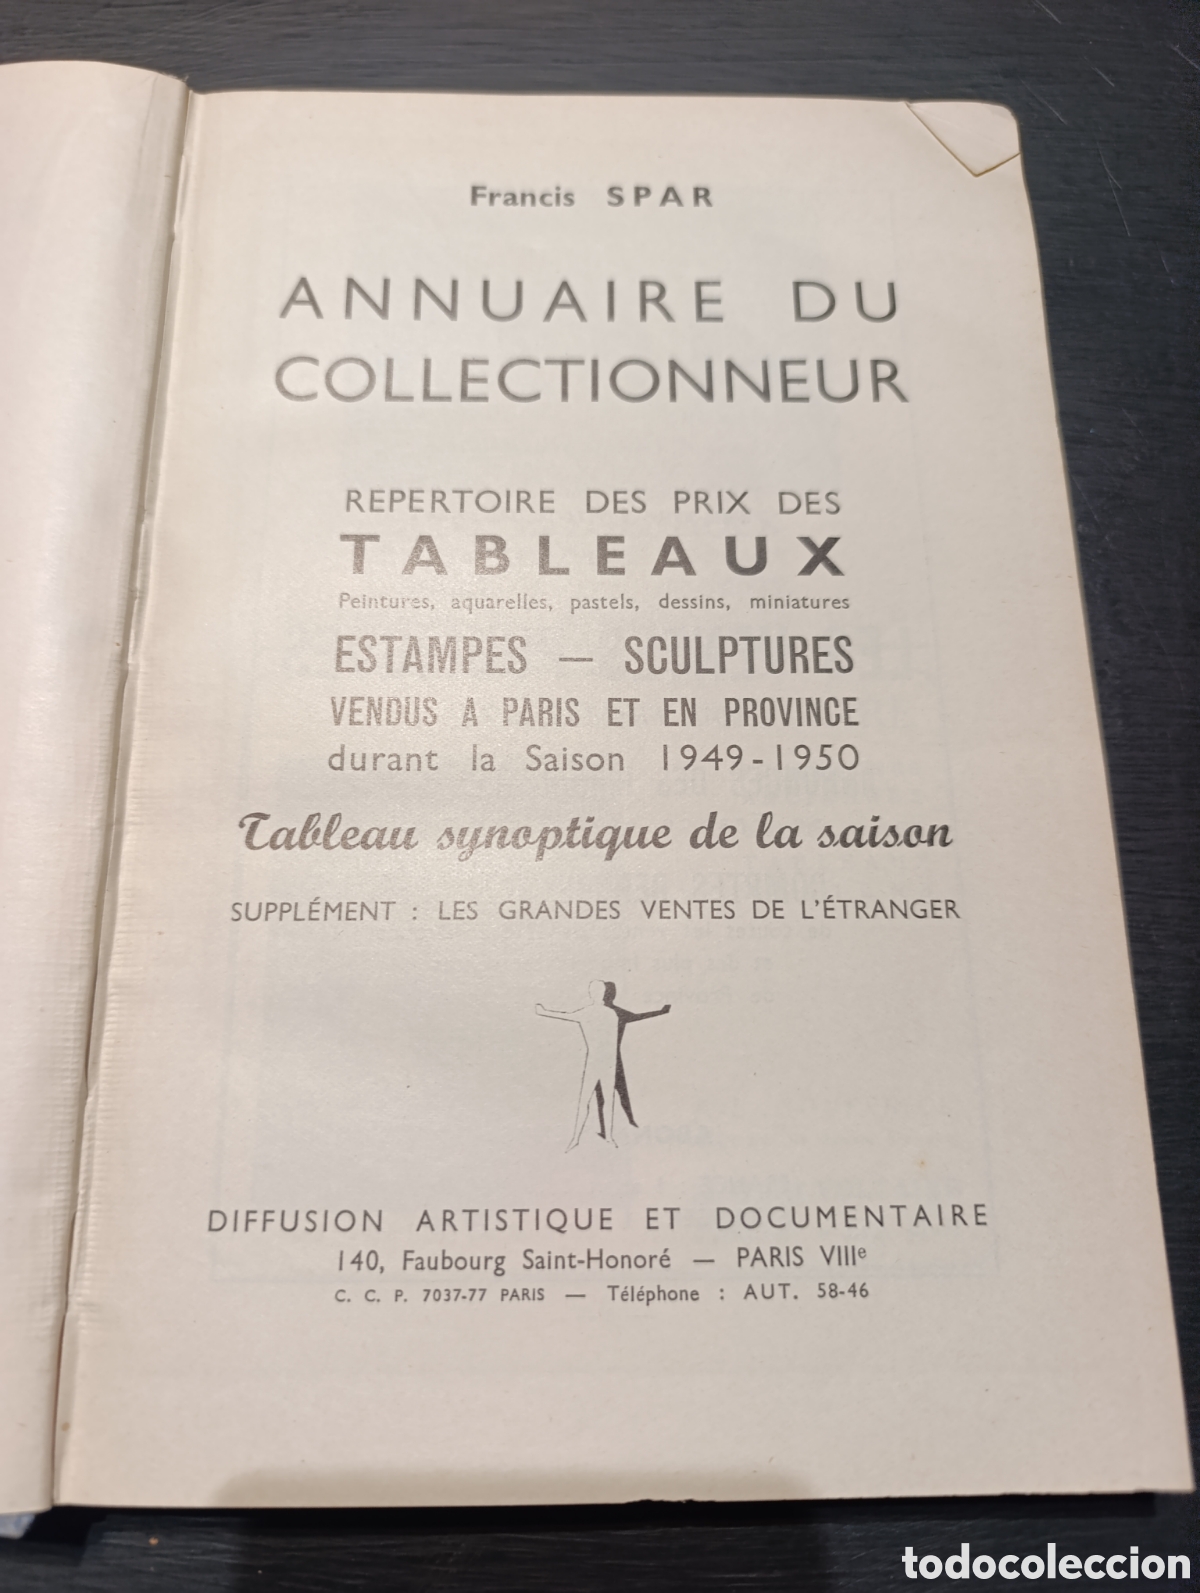 Francis SPAR
ANNUAIRE DU
COLLECTIONNEUR
REPERTOIRE DES PRIX DES
TABLEAUX
Peintures, aquarelles, pastels, dessins, miniatures
ESTAMPES — SCULPTURES
VENDUS A PARIS ET EN PROVINCE
durant la Saison 1949-1950
Tableau synoptique de la saison
SUPPLÉMENT : LES GRANDES VENTES DE L'ÉTRANGER
DIFFUSION ARTISTIQUE ET DOCUMENTAIRE
140, Faubourg Saint-Honoré — PARIS VIIIe
C. C. P. 7037-77 PARIS — Téléphone : AUT. 58-46
todocoleccion